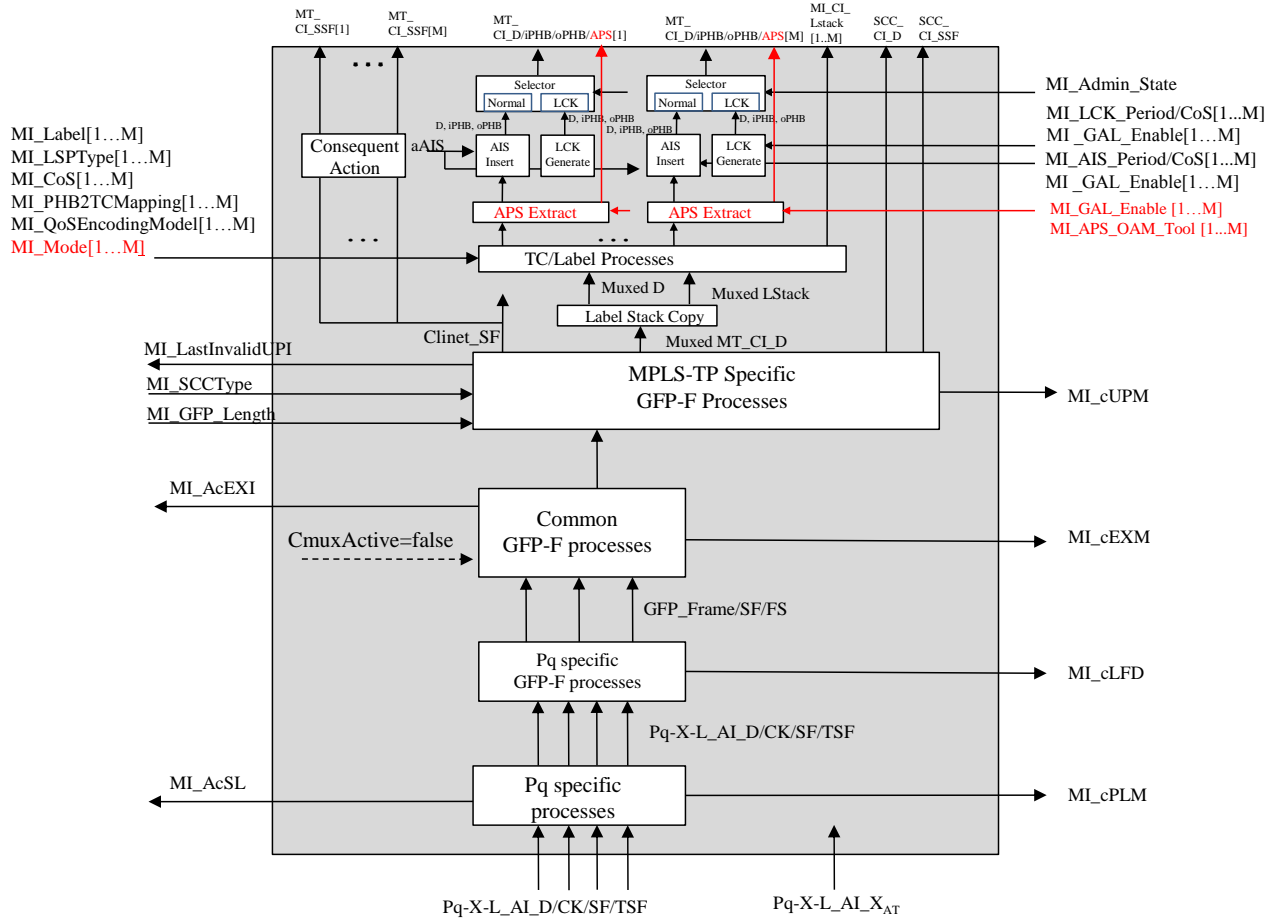 MT_
CI_SSF[1]
MT_
CI_SSF[M]
MT_
CI_D/iPHB/oPHB/APS[1]
MT_
CI_D/iPHB/oPHB/APS[M]
MI_CI_
Lstack
[1..M]
SCC_
CI_D
SCC_
CI_SSF
...
Selector
Normal
LCK
Selector
Normal
LCK
MI_Admin_State
D, iPHB, oPHB
D, iPHB, oPHB
D, iPHB, oPHB
D, iPHB, oPHB
MI_LCK_Period/CoS[1...M]
MI _GAL_Enable[1…M]
MI_AIS_Period/CoS[1...M]
MI _GAL_Enable[1…M]
MI_Label[1…M]
MI_LSPType[1…M]
MI_CoS[1…M]
MI_PHB2TCMapping[1…M]
MI_QoSEncodingModel[1…M]
MI_Mode[1…M]
Consequent
Action
aAIS
AIS
Insert
LCK
Generate
AIS
Insert
LCK
Generate
APS Extract
APS Extract
MI_GAL_Enable [1…M]
MI_APS_OAM_Tool [1...M]
...
...
TC/Label Processes
Muxed D
Muxed LStack
Label Stack Copy
Clinet_SF
Muxed MT_CI_D
MI_LastInvalidUPI
MI_SCCType
MI_GFP_Length
MPLS-TP Specific
GFP-F Processes
MI_cUPM
MI_AcEXI
Common
GFP-F processes
CmuxActive=false
MI_cEXM
GFP_Frame/SF/FS
Pq specific
GFP-F processes
MI_cLFD
Pq-X-L_AI_D/CK/SF/TSF
MI_AcSL
Pq specific
processes
MI_cPLM
Pq-X-L_AI_D/CK/SF/TSF
Pq-X-L_AI_XAT